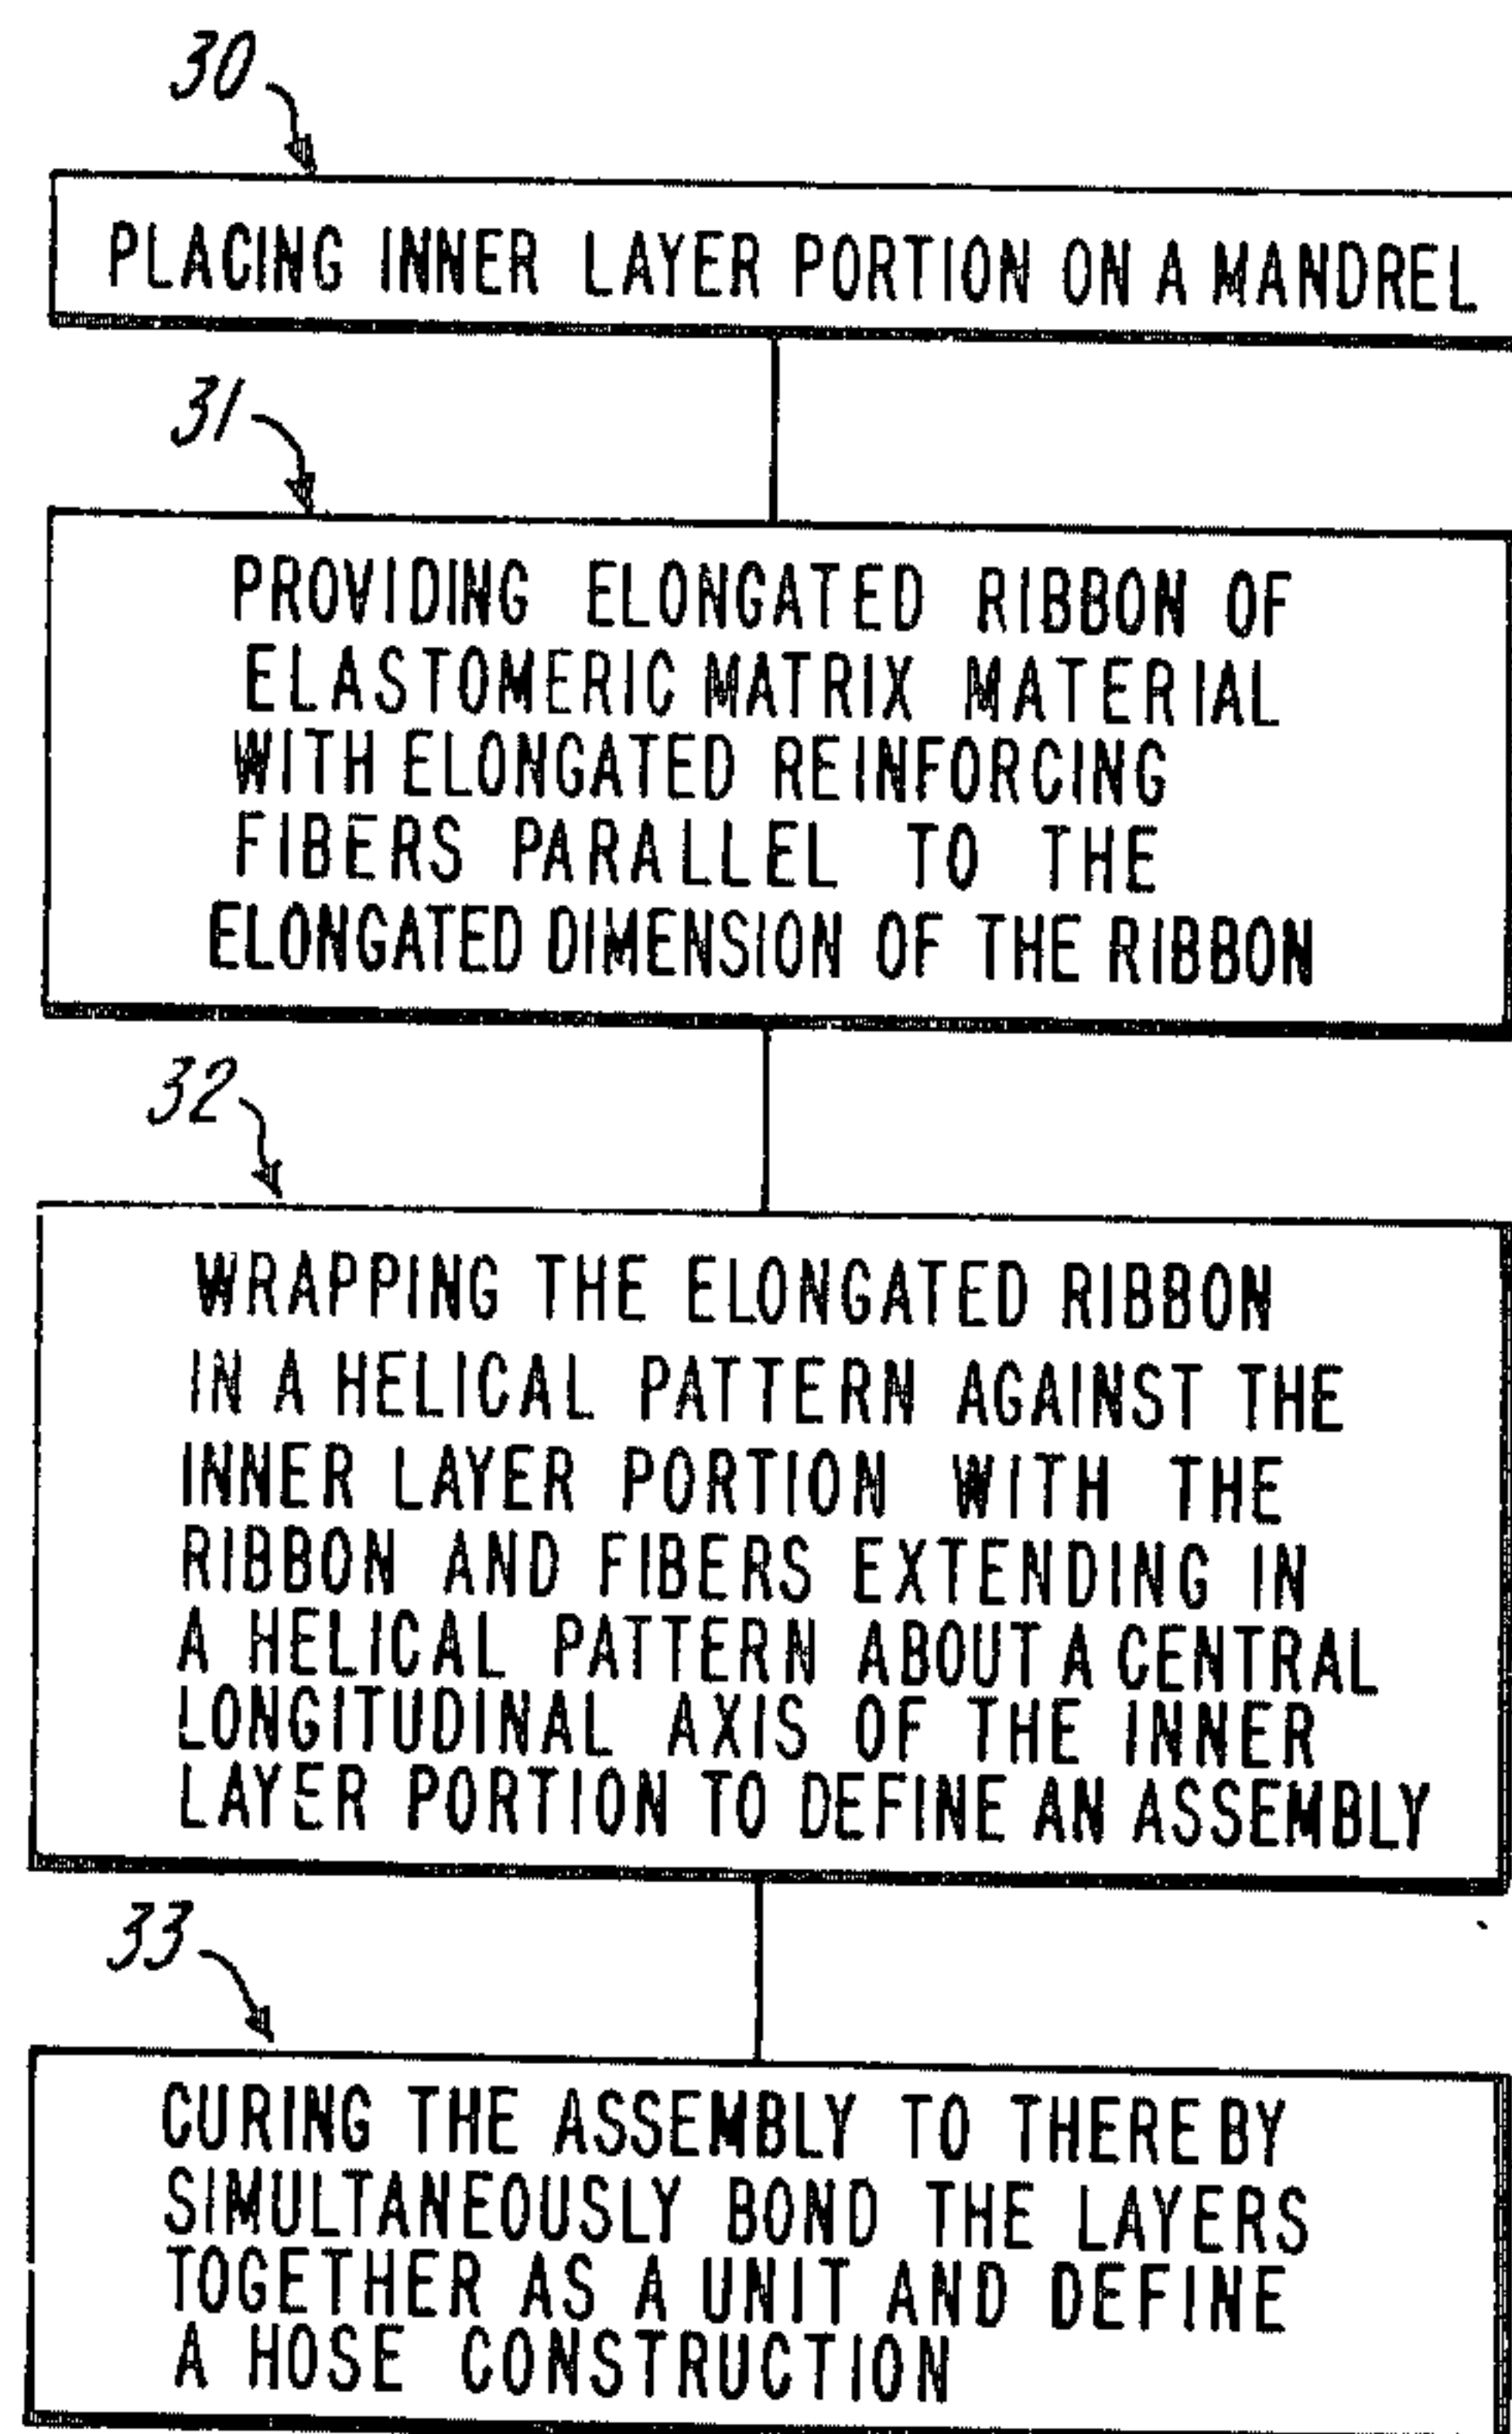 30
PLACING INNER LAYER PORTION ON A MANDREL
31
PROVIDING ELONGATED RIBBON OF
ELASTOMERIC MATRIX MATERIAL
WITH ELONGATED REINFORCING
FIBERS PARALLEL TO THE
ELONGATED DIMENSION OF THE RIBBON
32
WRAPPING THE ELONGATED RIBBON
IN A HELICAL PATTERN AGAINST THE
INNER LAYER PORTION WITH THE
RIBBON AND FIBERS EXTENDING IN
A HELICAL PATTERN ABOUT A CENTRAL
LONGITUDINAL AXIS OF THE INNER
LAYER PORTION TO DEFINE AN ASSEMBLY
33
CURING THE ASSEMBLY TO THEREBY
SIMULTANEOUSLY BOND THE LAYERS
TOGETHER AS A UNIT AND DEFINE
A HOSE CONSTRUCTION